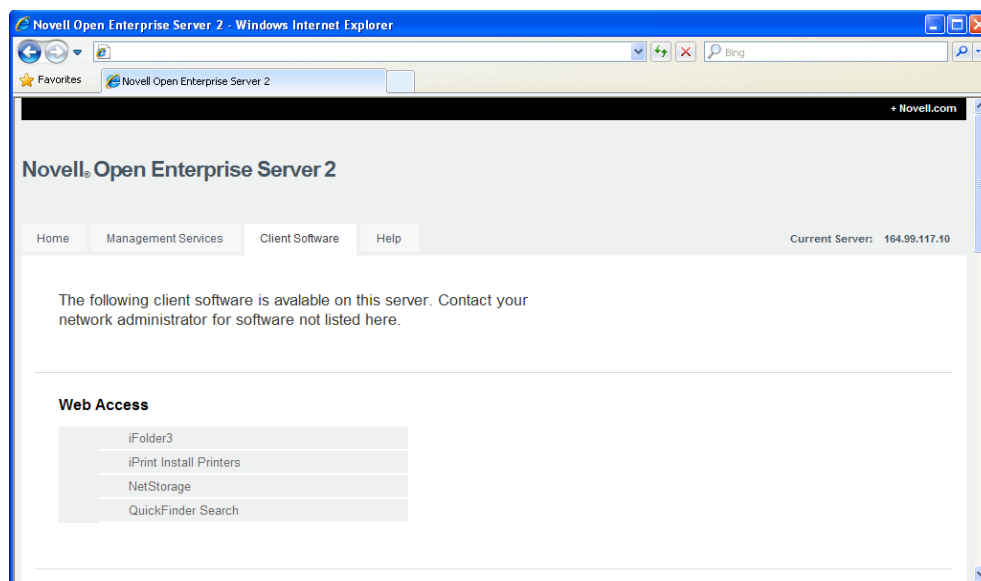 Novell Open Enterprise Server 2 - Windows Internet Explorer
Bing
Favorites
Novell Open Enterprise Server 2
+ Novell.com
Novell® Open Enterprise Server 2
Home
Management Services
Client Software
Help
Current Server: 164.99.117.10
The following client software is avalable on this server. Contact your
network administrator for software not listed here.
Web Access
iFolder3
iPrint Install Printers
NetStorage
QuickFinder Search